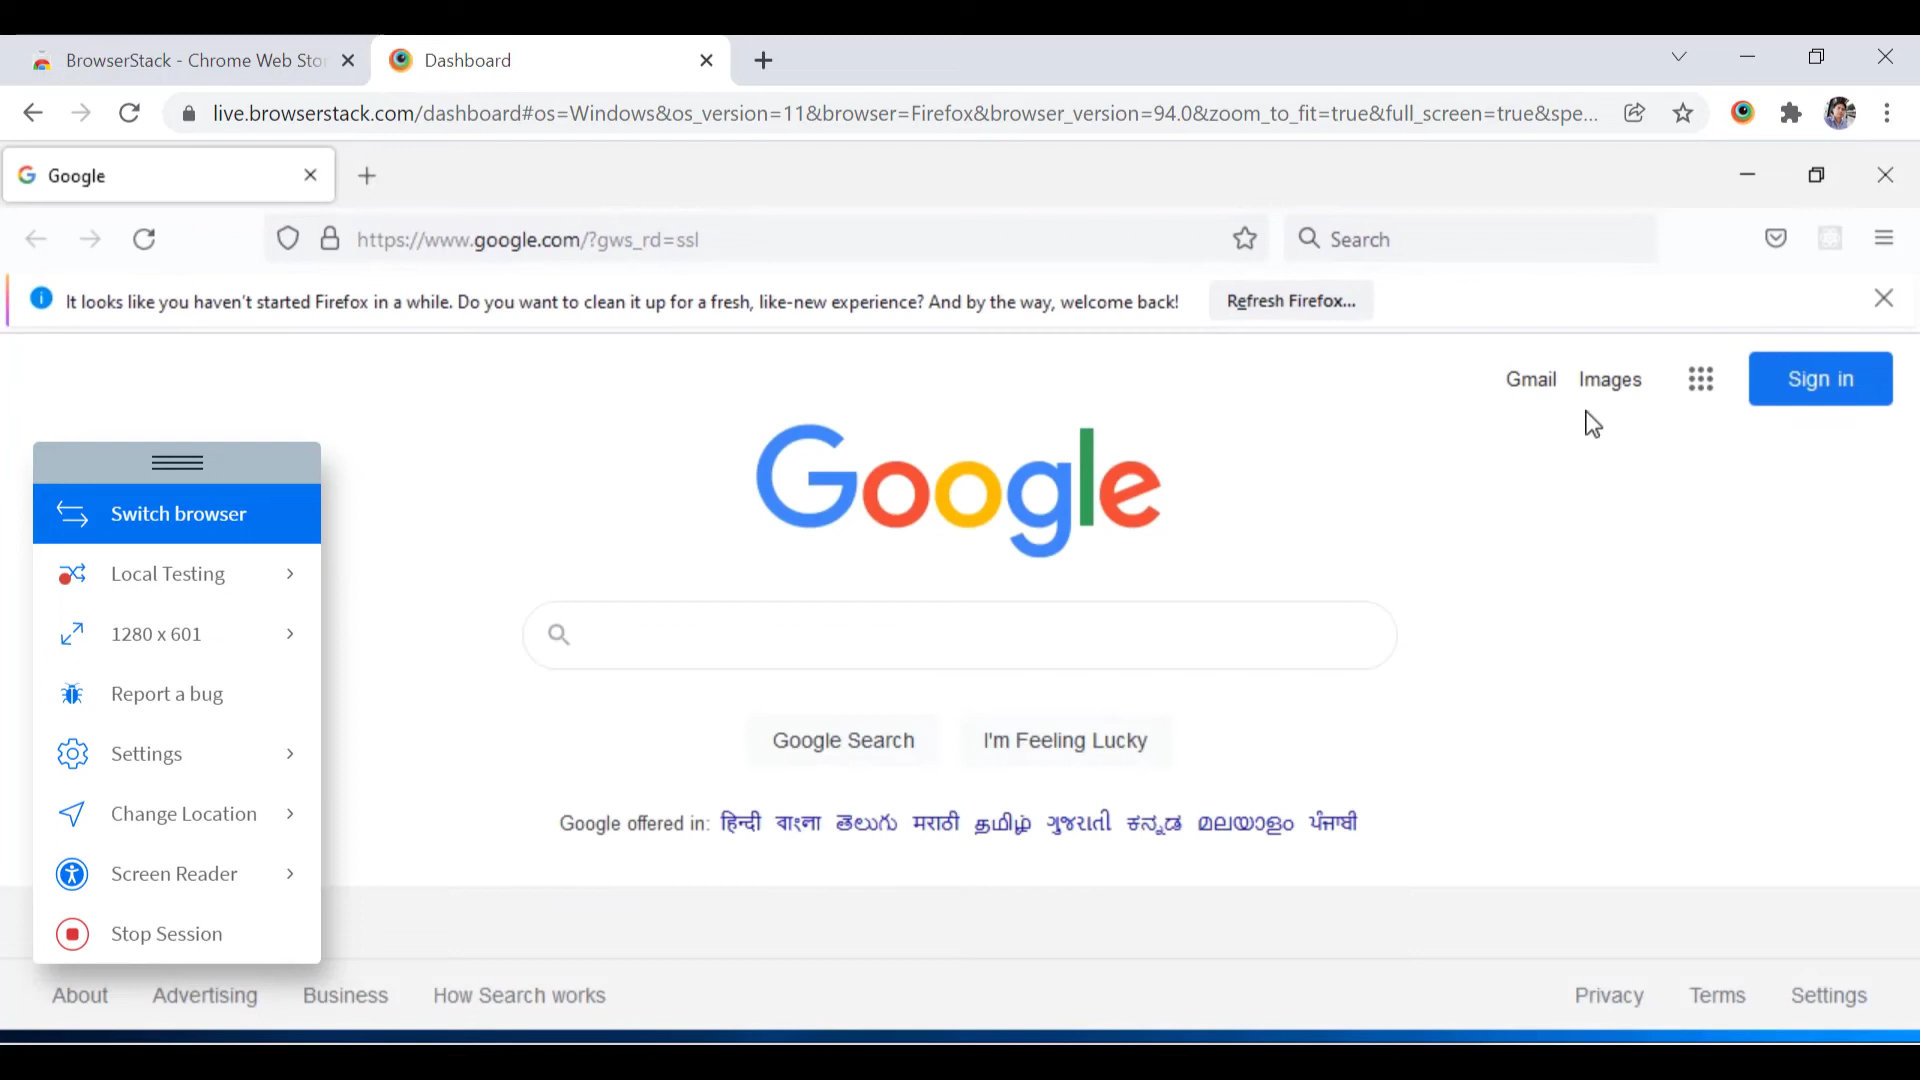 BrowserStack - Chrome Web Sto
Dashboard
live.browserstack.com/dashboard#os=Windows&os_version=11&browser=Firefox&browser_version=94.0&zoom_to_fit=true&full_screen=true&spe...
Google
https://www.google.com/?gws_rd=ssl
Search
It looks like you haven't started Firefox in a while. Do you want to clean it up for a fresh, like-new experience? And by the way, welcome back!
Refresh Firefox...
Gmail
Images
Sign in
Google
Switch browser
Local Testing
1280 x 601
Report a bug
Settings
Change Location
Screen Reader
Stop Session
Google Search
I'm Feeling Lucky
Google offered in: हिन्दी বাংলা తెలుగు मराठी தமிழ் ગુજરાતી ಕನ್ನಡ മലയാളം ਪੰਜਾਬੀ
About
Advertising
Business
How Search works
Privacy
Terms
Settings